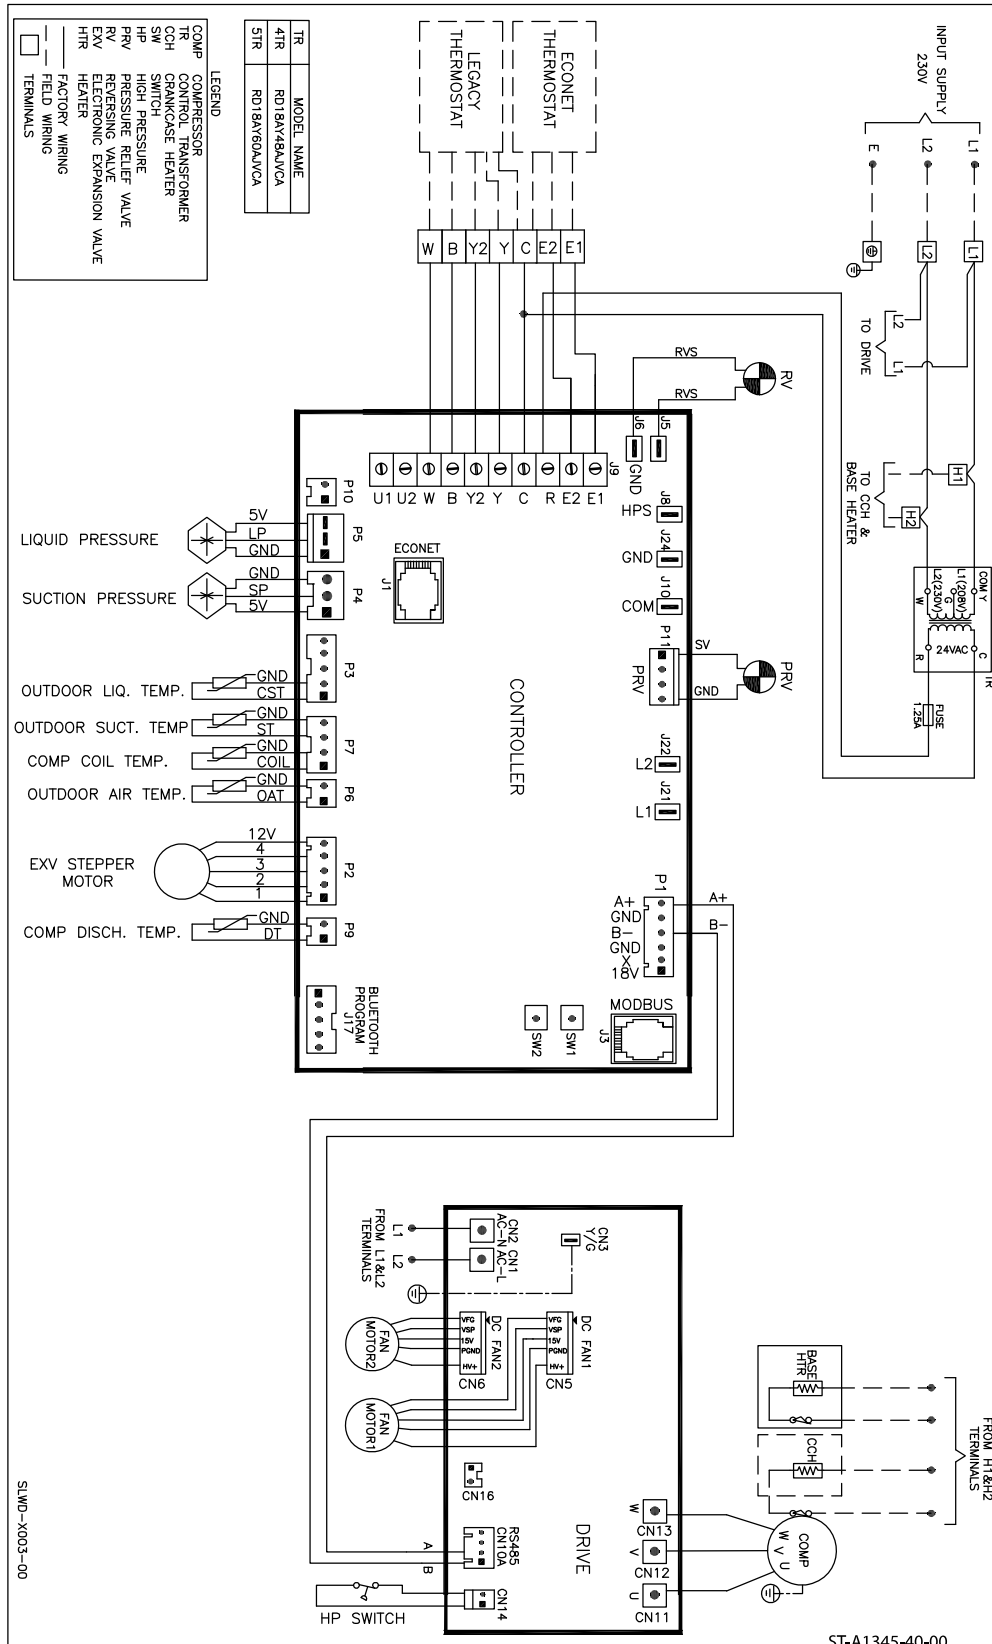 INPUT SUPPLY
230V
L1
L2
E
L1
L2
L2
L1
TO DRIVE
H1
H2
TO CCH &
BASE HEATER
COM Y
L1(208V)
G
L2(230V)
W
24VAC
C
R
TR
FUSE
1.25A
ECONET
THERMOSTAT
LEGACY
THERMOSTAT
W
B
Y2
Y
C
E2
E1
TR
MODEL NAME
4TR
RD18AY48AJVCA
5TR
RD18AY60AJVCA
LEGEND
COMP COMPRESSOR
TR CONTROL TRANSFORMER
CCH CRANKCASE HEATER
SW SWITCH
HP HIGH PRESSURE
PRV PRESSURE RELIEF VALVE
RV REVERSING VALVE
EXV ELECTRONIC EXPANSION VALVE
HTR HEATER
FACTORY WIRING
FIELD WIRING
TERMINALS
RVS
RVS
RV
J6
J5
GND
J9
U1
U2
W
B
Y2
Y
C
R
E2
E1
J8
HPS
J24
GND
J10
COM
P11
PRV
SV
GND
PRV
J22
L2
J21
L1
P1
A+
GND
B-
GND
X
18V
A+
B-
MODBUS
J3
SW1
SW2
CONTROLLER
ECONET
J1
P10
P5
5V
LP
GND
LIQUID PRESSURE
P4
GND
SP
5V
SUCTION PRESSURE
P3
GND
CST
OUTDOOR LIQ. TEMP.
P7
GND
ST
OUTDOOR SUCT. TEMP
GND
COIL
COMP COIL TEMP.
P6
GND
OAT
OUTDOOR AIR TEMP.
P2
12V
4
3
2
1
EXV STEPPER
MOTOR
P9
GND
DT
COMP DISCH. TEMP.
BLUETOOTH
PROGRAM
J17
L1
L2
FROM L1&L2
TERMINALS
CN2
AC-N
CN1
AC-L
CN3
Y/G
DC FAN2
VFG
VSP
15V
PGND
HV+
CN6
DC FAN1
VFG
VSP
15V
PGND
HV+
CN5
FAN
MOTOR2
FAN
MOTOR1
CN16
DRIVE
RS485
CN10A
A
B
CN14
HP SWITCH
W
CN13
V
CN12
U
CN11
COMP
W
V
U
BASE
HTR
CCH
FROM H1&H2
TERMINALS
SLWD-X003-00
ST-A1345-40-00